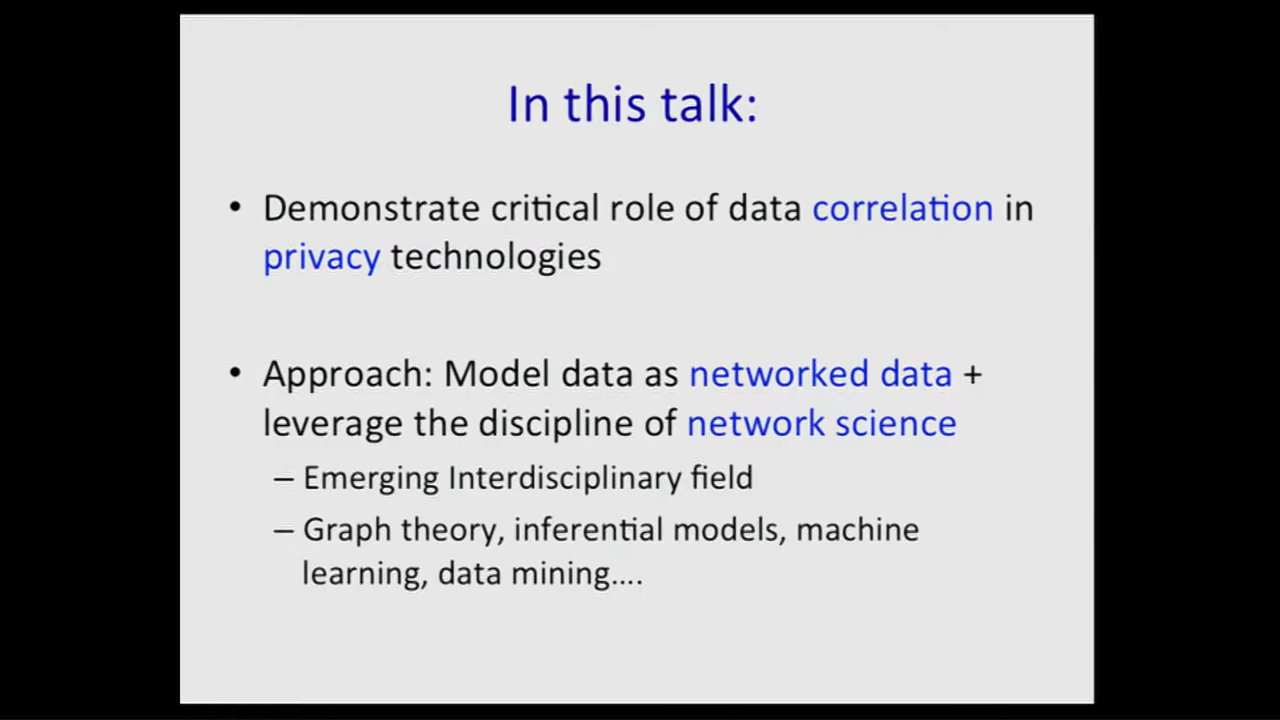 In this talk:
• Demonstrate critical role of data correlation in
privacy technologies
• Approach: Model data as networked data +
leverage the discipline of network science
– Emerging Interdisciplinary field
– Graph theory, inferential models, machine
learning, data mining….